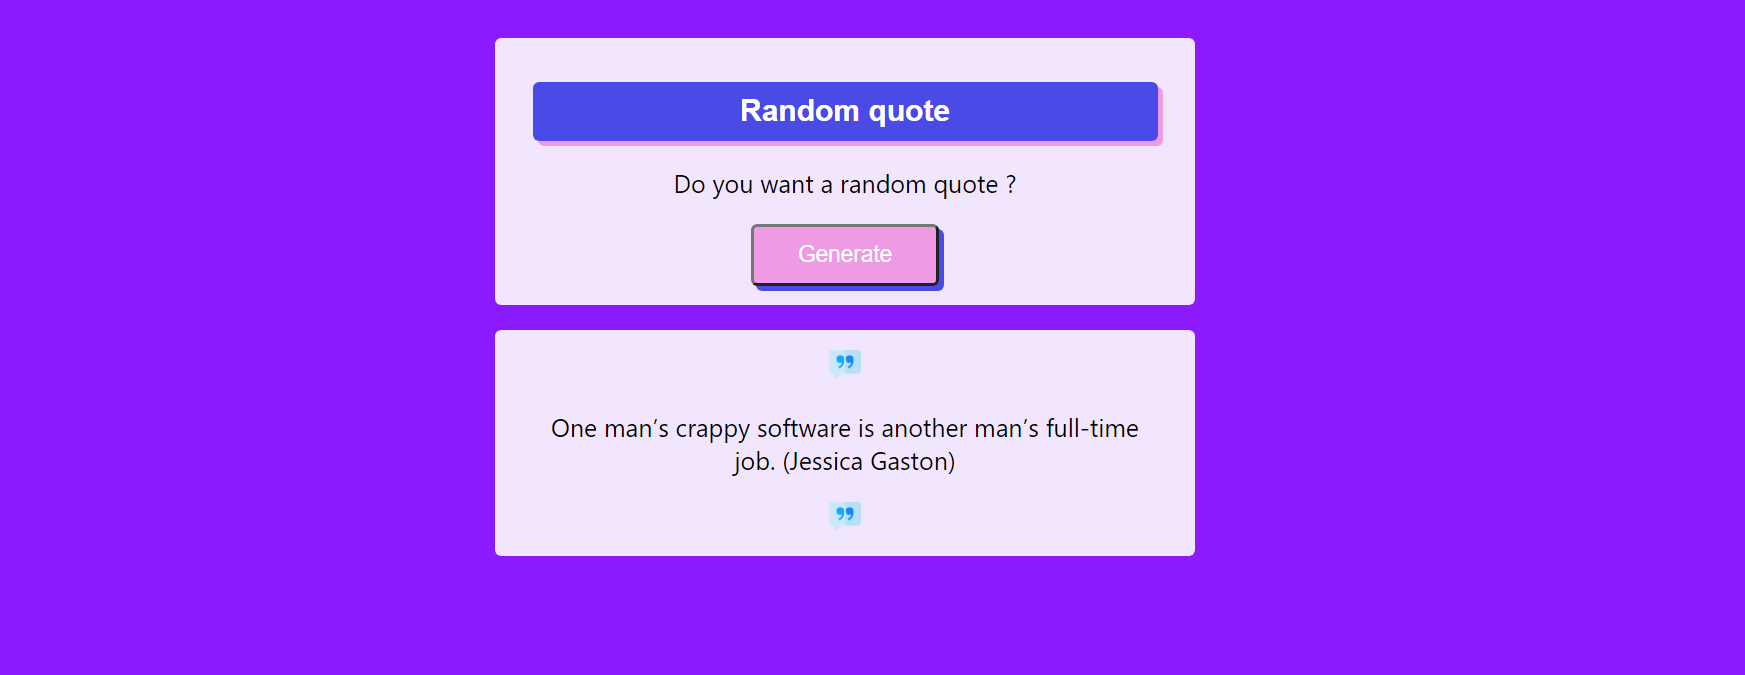 Random quote
Do you want a random quote ?
Generate
One man’s crappy software is another man’s full-time
job. (Jessica Gaston)